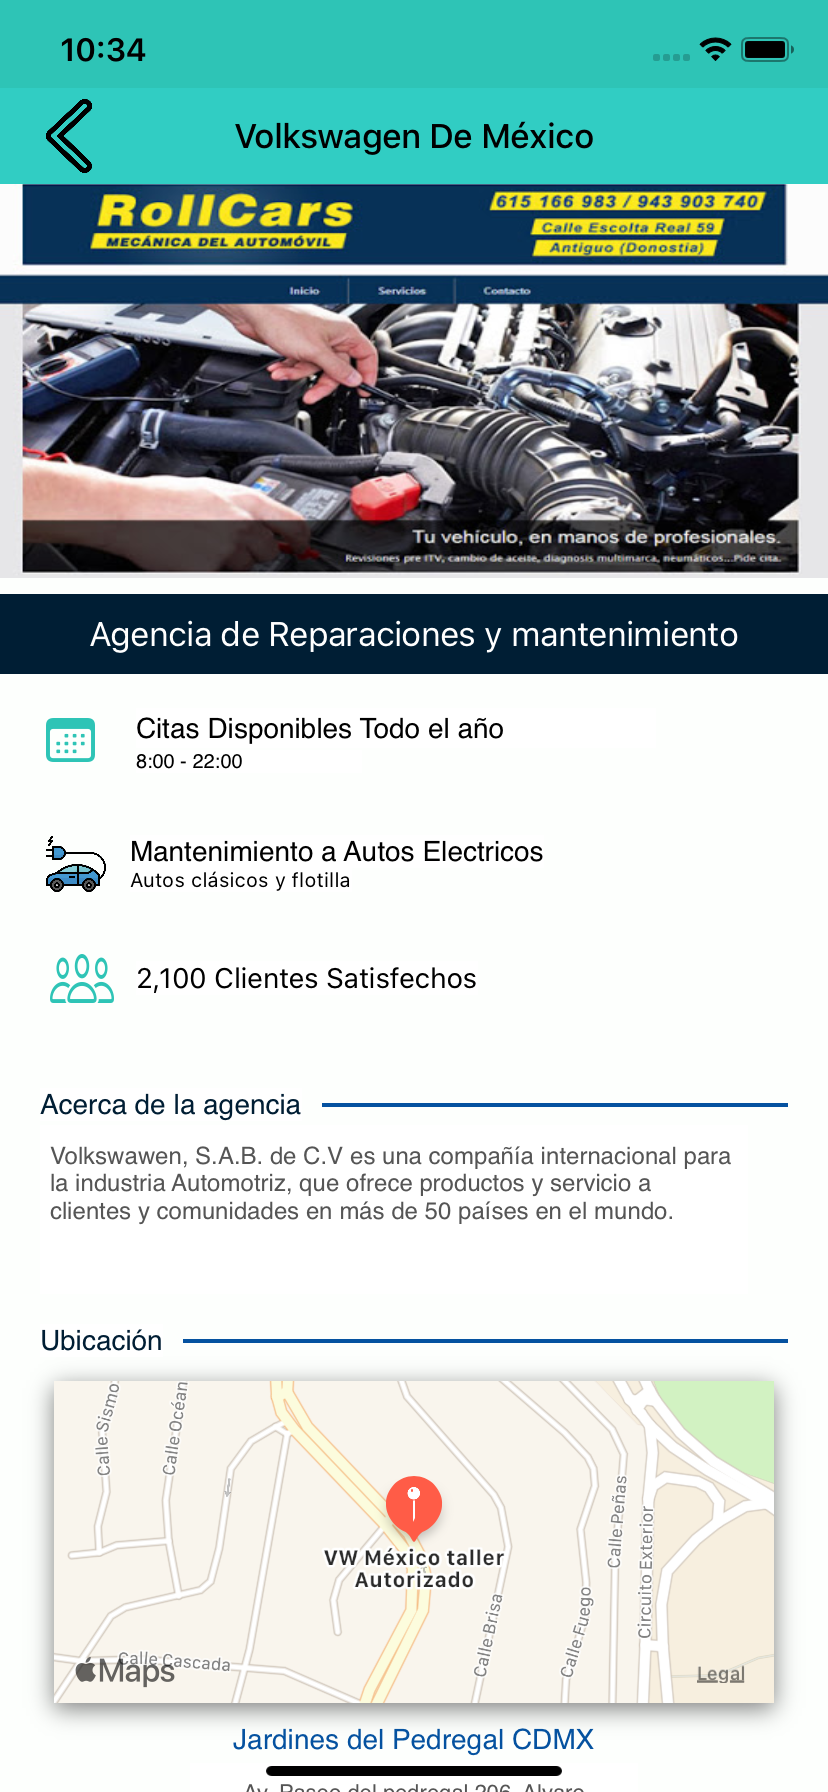 10:34
Volkswagen De México
RollCars
MECÁNICA DEL AUTOMÓVIL
615 166 983 / 943 903 740
Calle Escolta Real 59
Antiguo (Donostia)
Inicio
Servicios
Contacto
Tu vehículo, en manos de profesionales.
Revisiones pre ITV, cambio de aceite, diagnosis multimarca, neumáticos...Pide cita.
Agencia de Reparaciones y mantenimiento
Citas Disponibles Todo el año
8:00 - 22:00
Mantenimiento a Autos Electricos
Autos clásicos y flotilla
2,100 Clientes Satisfechos
Acerca de la agencia
Volkswawen, S.A.B. de C.V es una compañía internacional para
la industria Automotriz, que ofrece productos y servicio a
clientes y comunidades en más de 50 países en el mundo.
Ubicación
Calle Sismo
Calle Océan
Calle Peñas
Circuito Exterior
VW México taller
Autorizado
Calle Brisa
Calle Fuego
Calle Cascada
Maps
Legal
Jardines del Pedregal CDMX
Av. Paseo del pedregal 206, Alvaro